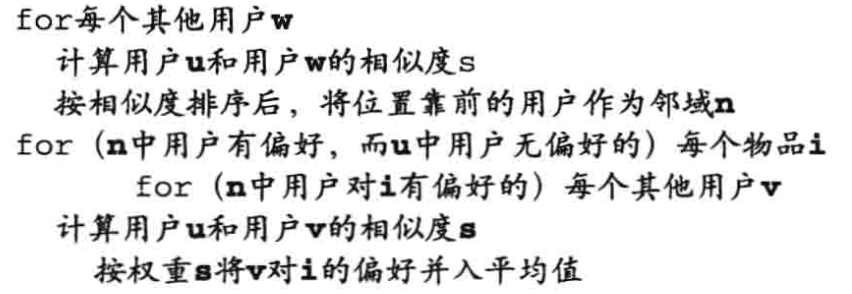 for每个其他用户w
计算用户u和用户w的相似度s
按相似度排序后，将位置靠前的用户作为邻域n
for（n中用户有偏好，而u中用户无偏好的）每个物品i
for（n中用户对i有偏好的）每个其他用户v
计算用户u和用户v的相似度s
按权重s将v对i的偏好并入平均值